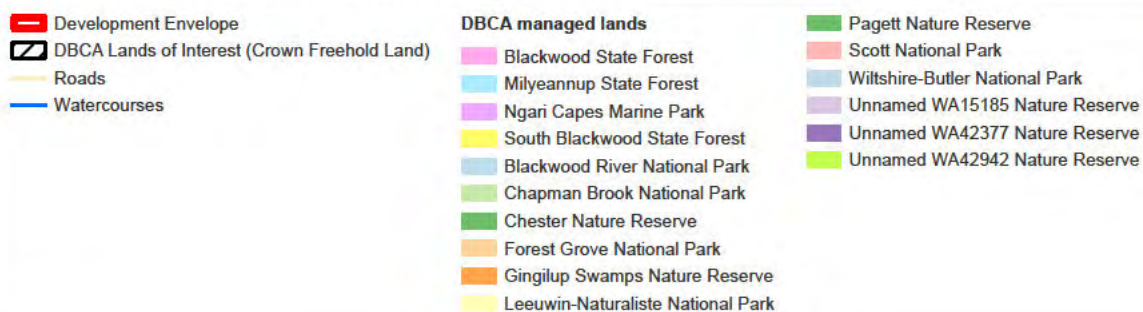 Development Envelope
DBCA Lands of Interest (Crown Freehold Land)
Roads
Watercourses
DBCA managed lands
Blackwood State Forest
Milyeannup State Forest
Ngari Capes Marine Park
South Blackwood State Forest
Blackwood River National Park
Chapman Brook National Park
Chester Nature Reserve
Forest Grove National Park
Gingilup Swamps Nature Reserve
Leeuwin-Naturaliste National Park
Pagett Nature Reserve
Scott National Park
Wiltshire-Butler National Park
Unnamed WA15185 Nature Reserve
Unnamed WA42377 Nature Reserve
Unnamed WA42942 Nature Reserve